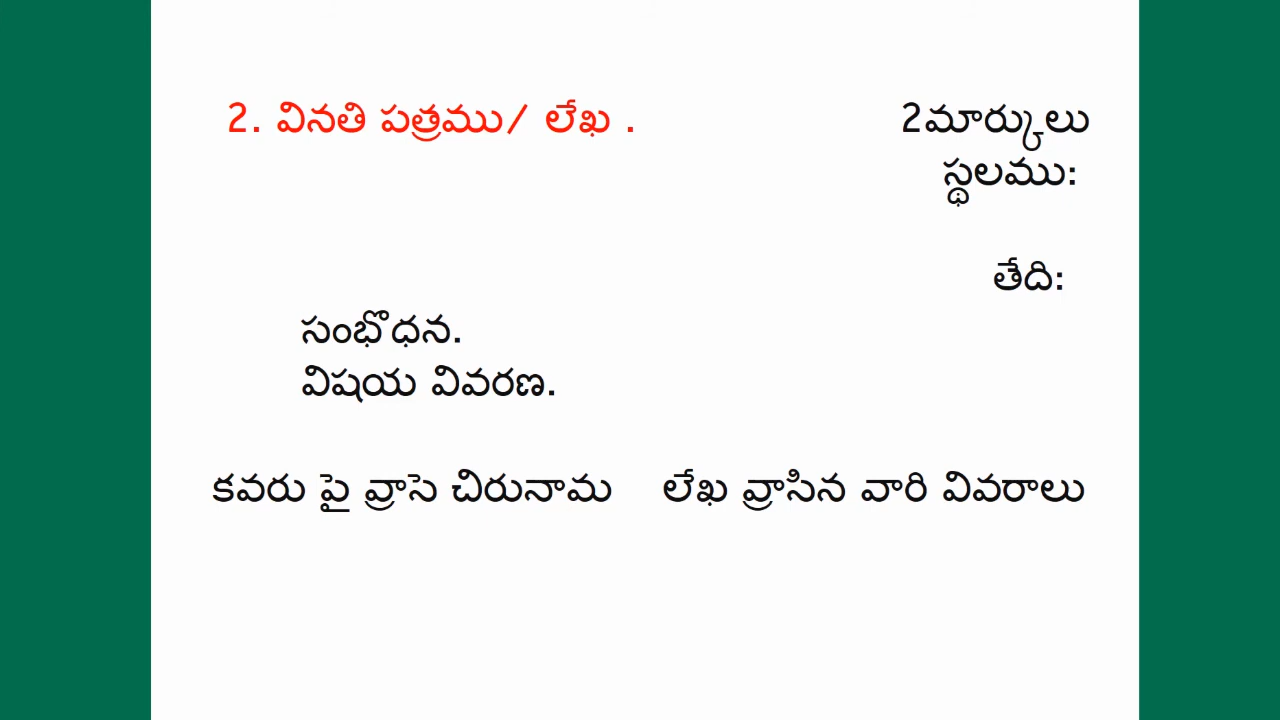 2. వినతి పత్రము/ లేఖ . 2మార్కులు
స్థలము:
తేది:
సంభొధన.
విషయ వివరణ.
కవరు పై వ్రాసె చిరునామ లేఖ వ్రాసిన వారి వివరాలు